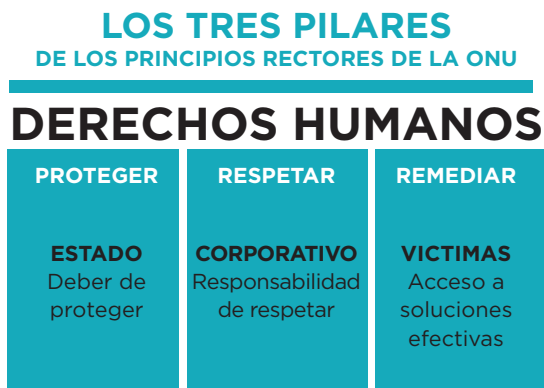 LOS TRES PILARES
DE LOS PRINCIPIOS RECTORES DE LA ONU
DERECHOS HUMANOS
PROTEGER
ESTADO
Deber de
proteger
RESPETAR
CORPORATIVO
Responsabilidad
de respetar
REMEDIAR
VICTIMAS
Acceso a
soluciones
efectivas